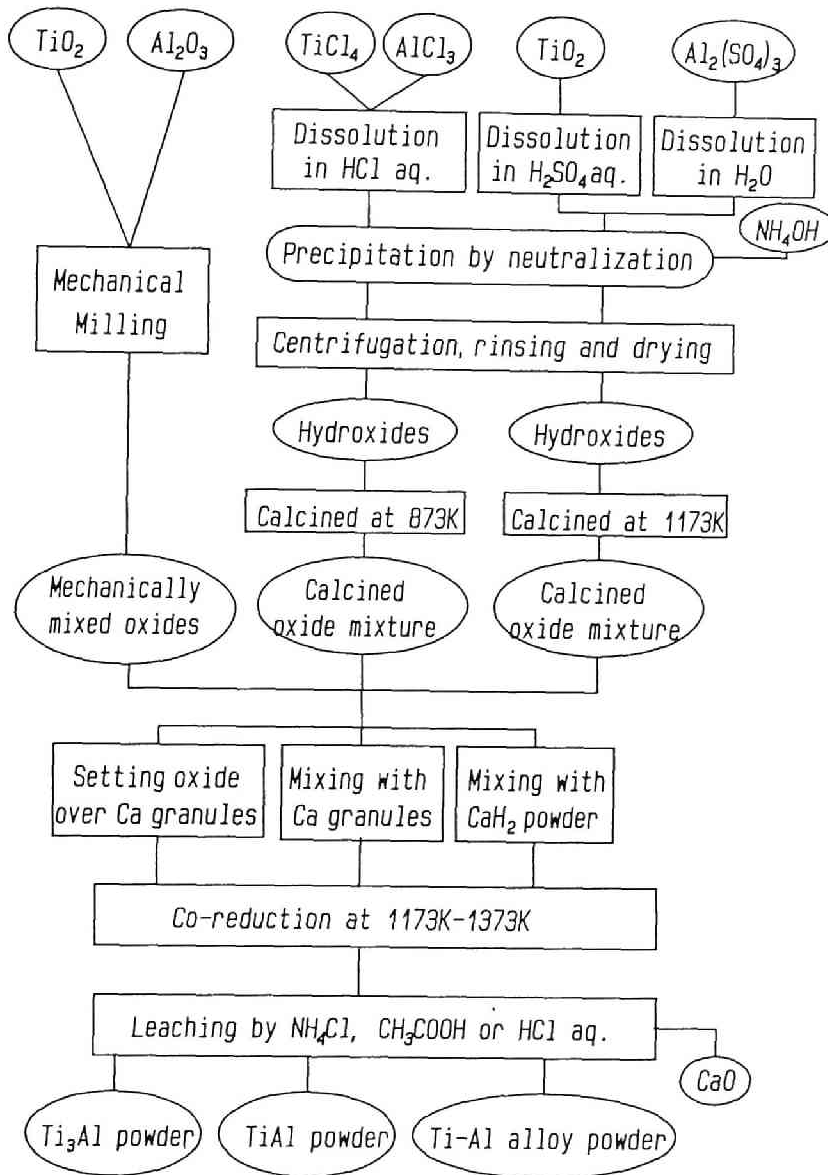 TiO₂
Al₂O₃
TiCl₄
AlCl₃
TiO₂
Al₂(SO₄)₃
Dissolution
in HCl aq.
Dissolution
in H₂SO₄ aq.
Dissolution
in H₂O
NH₄OH
Precipitation by neutralization
Mechanical
Milling
Centrifugation, rinsing and drying
Hydroxides
Hydroxides
Calcined at 873K
Calcined at 1173K
Mechanically
mixed oxides
Calcined
oxide mixture
Calcined
oxide mixture
Setting oxide
over Ca granules
Mixing with
Ca granules
Mixing with
CaH₂ powder
Co-reduction at 1173K-1373K
Leaching by NH₄Cl, CH₃COOH or HCl aq.
CaO
Ti₃Al powder
TiAl powder
Ti-Al alloy powder